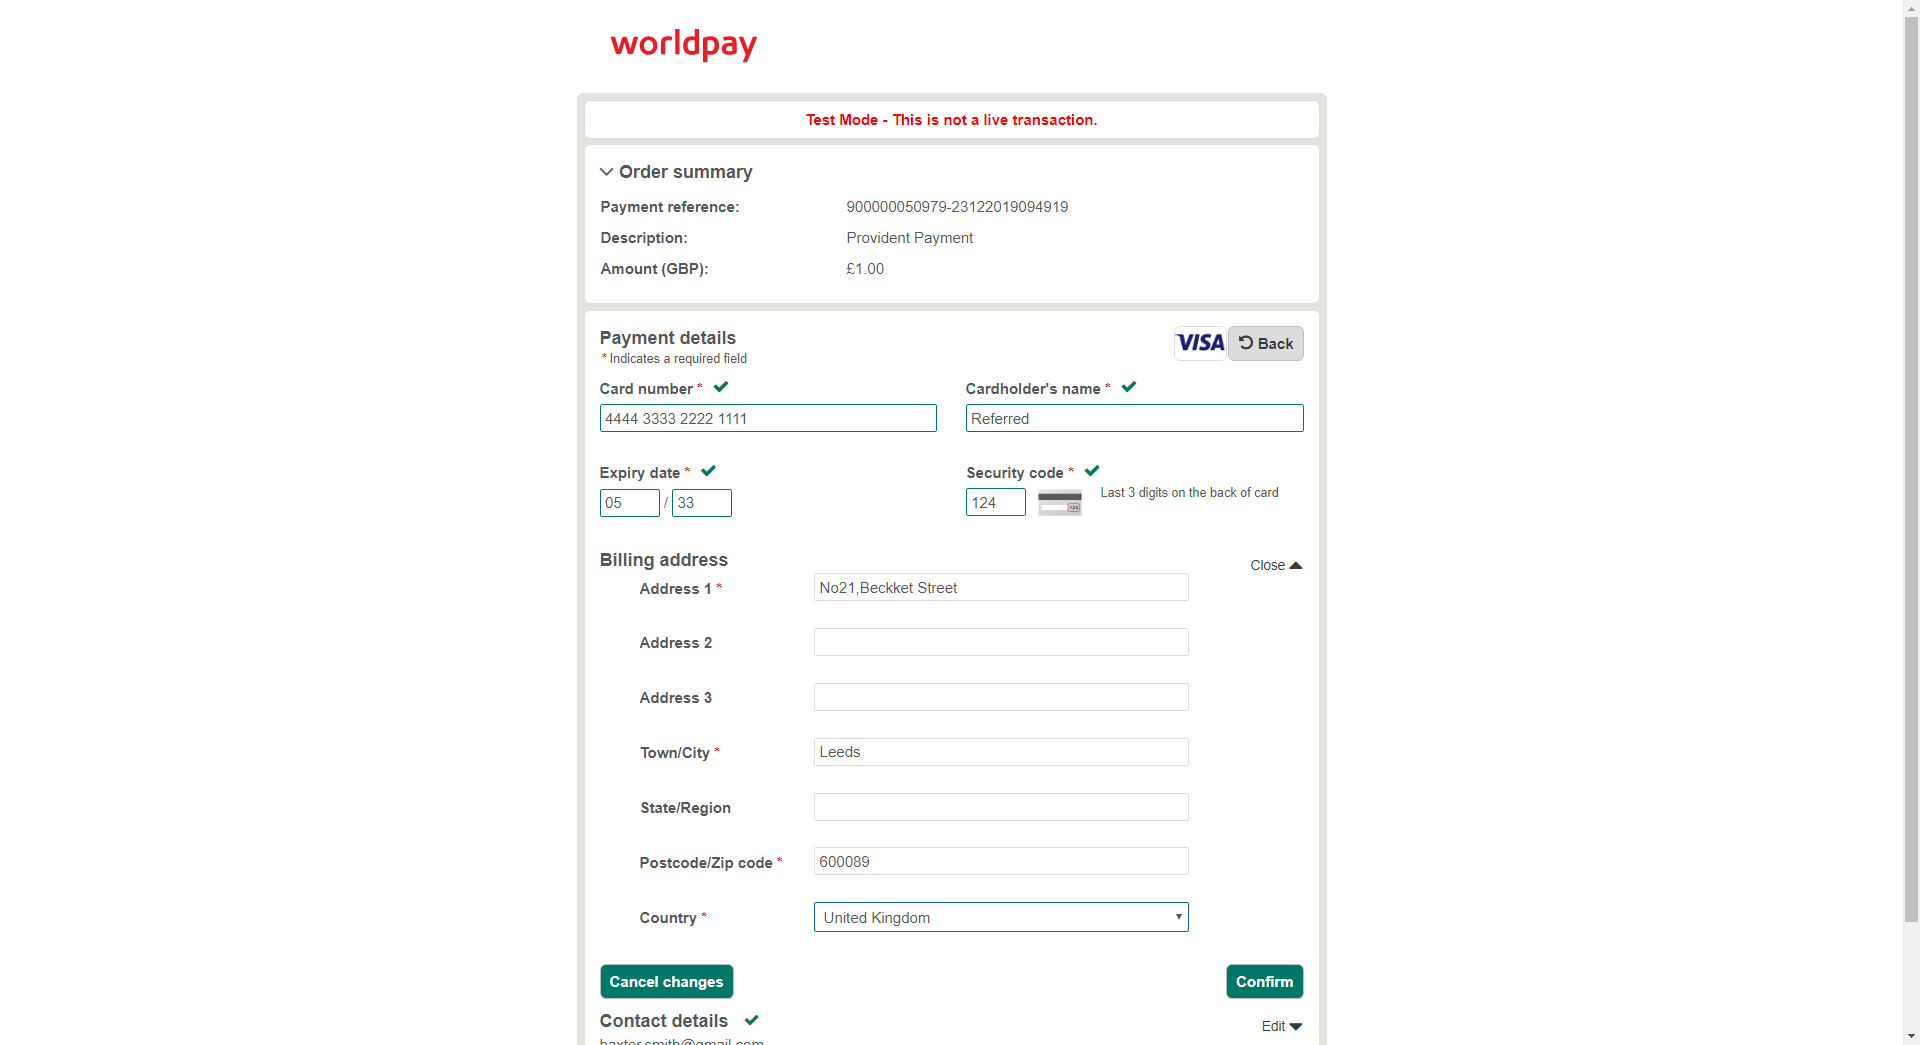 worldpay
Test Mode - This is not a live transaction.
Order summary
Payment reference: 900000050979-23122019094919
Description: Provident Payment
Amount (GBP): £1.00
Payment details
VISA Back
* Indicates a required field
Card number * Cardholder's name *
4444 3333 2222 1111 Referred
Expiry date * Security code *
05 / 33 124 Last 3 digits on the back of card
Billing address
Close
Address 1 * No21,Beckket Street
Address 2
Address 3
Town/City * Leeds
State/Region
Postcode/Zip code * 600089
Country * United Kingdom
Cancel changes Confirm
Contact details
Edit
baxter.smith@gmail.com